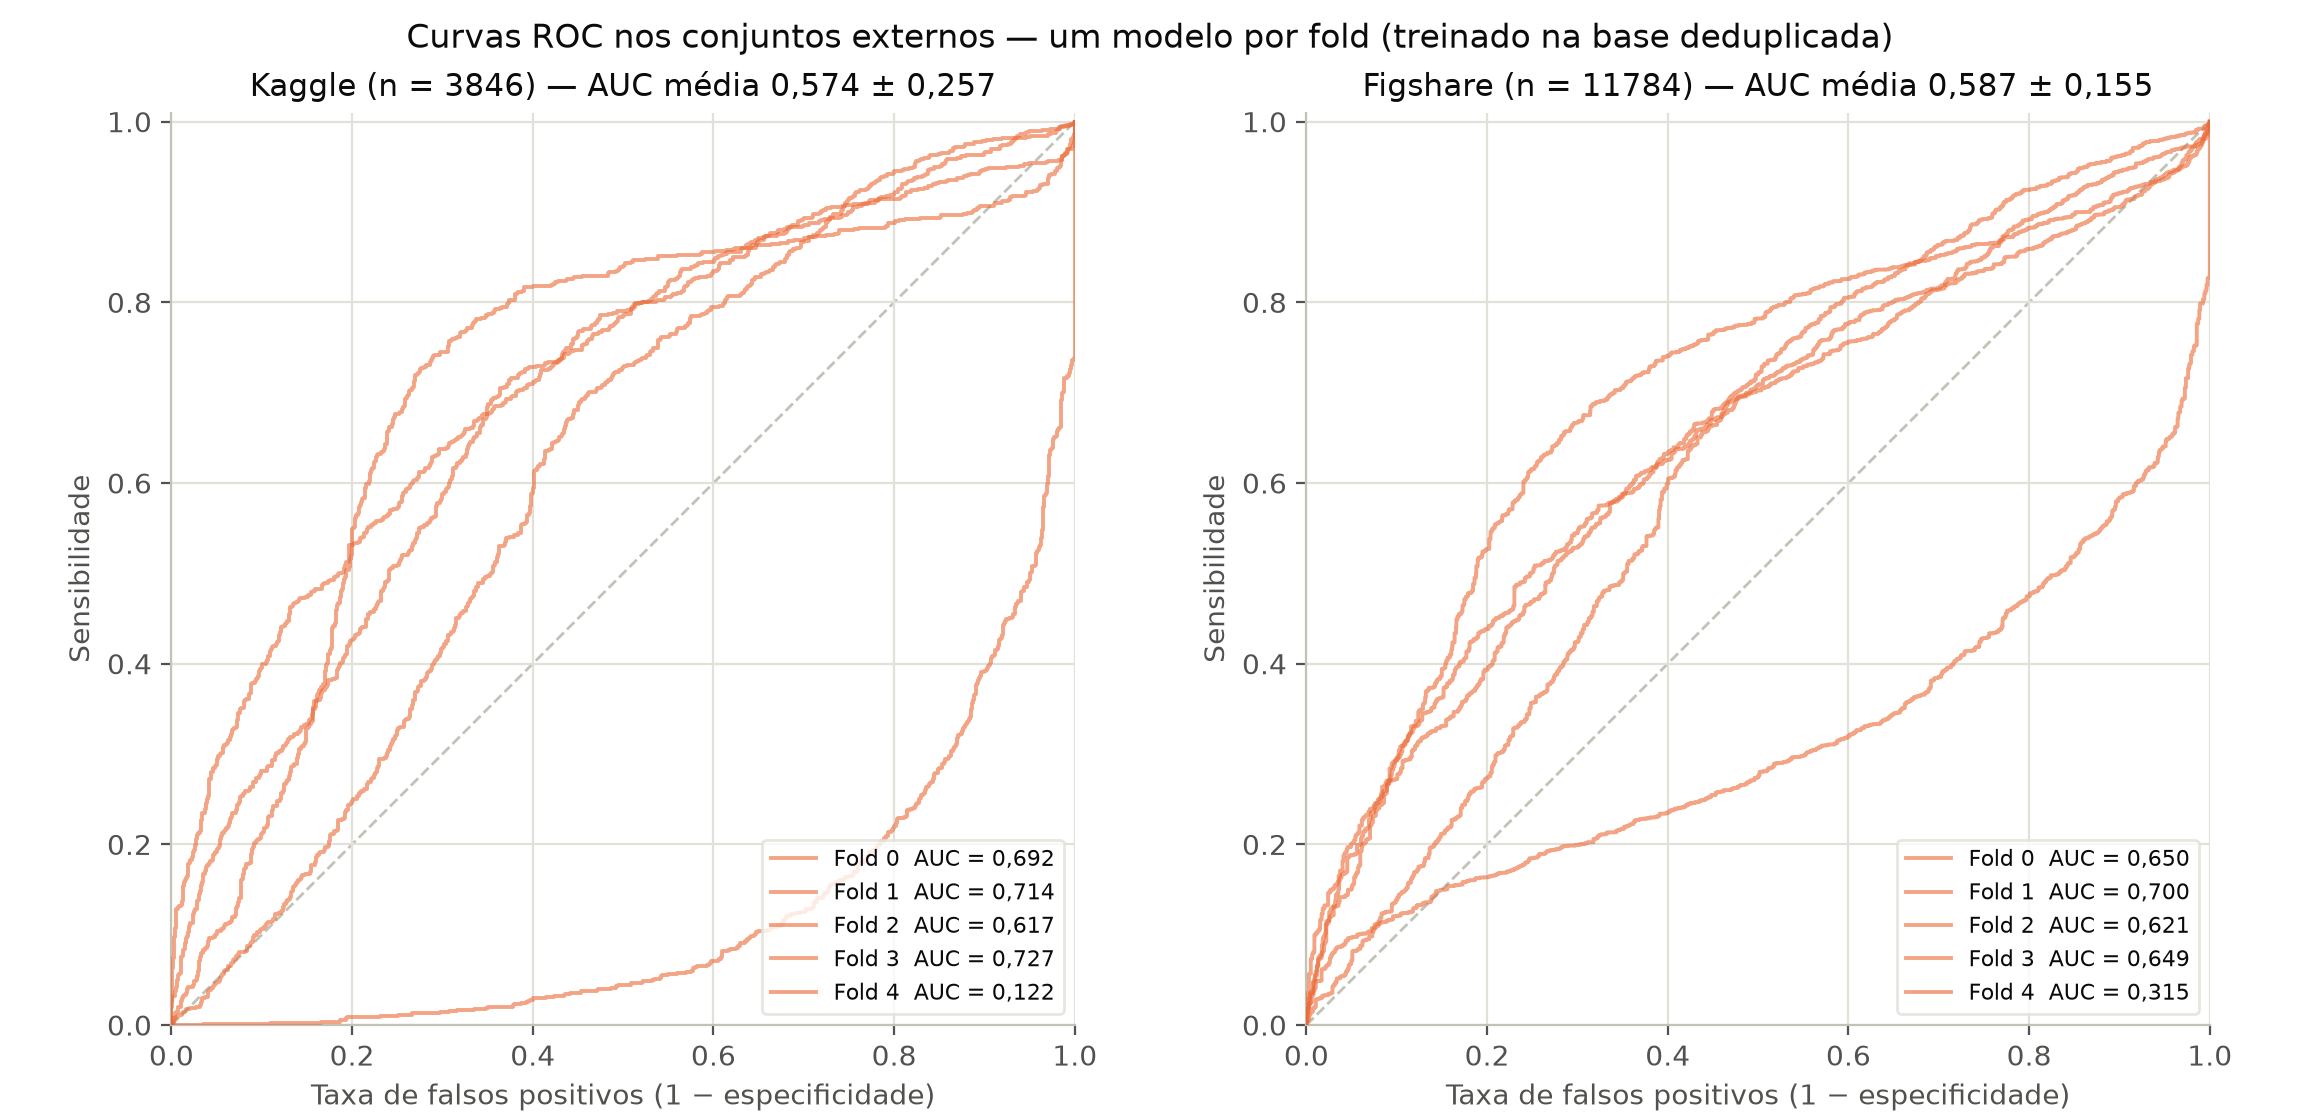 Curvas ROC nos conjuntos externos — um modelo por fold (treinado na base deduplicada)
Kaggle (n = 3846) — AUC média 0,574 ± 0,257
1.0
0.8
0.6
0.4
0.2
0.0
Sensibilidade
Fold 0 AUC = 0,692
Fold 1 AUC = 0,714
Fold 2 AUC = 0,617
Fold 3 AUC = 0,727
Fold 4 AUC = 0,122
0.0 0.2 0.4 0.6 0.8 1.0
Taxa de falsos positivos (1 − especificidade)
Figshare (n = 11784) — AUC média 0,587 ± 0,155
1.0
0.8
0.6
0.4
0.2
0.0
Sensibilidade
Fold 0 AUC = 0,650
Fold 1 AUC = 0,700
Fold 2 AUC = 0,621
Fold 3 AUC = 0,649
Fold 4 AUC = 0,315
0.0 0.2 0.4 0.6 0.8 1.0
Taxa de falsos positivos (1 − especificidade)